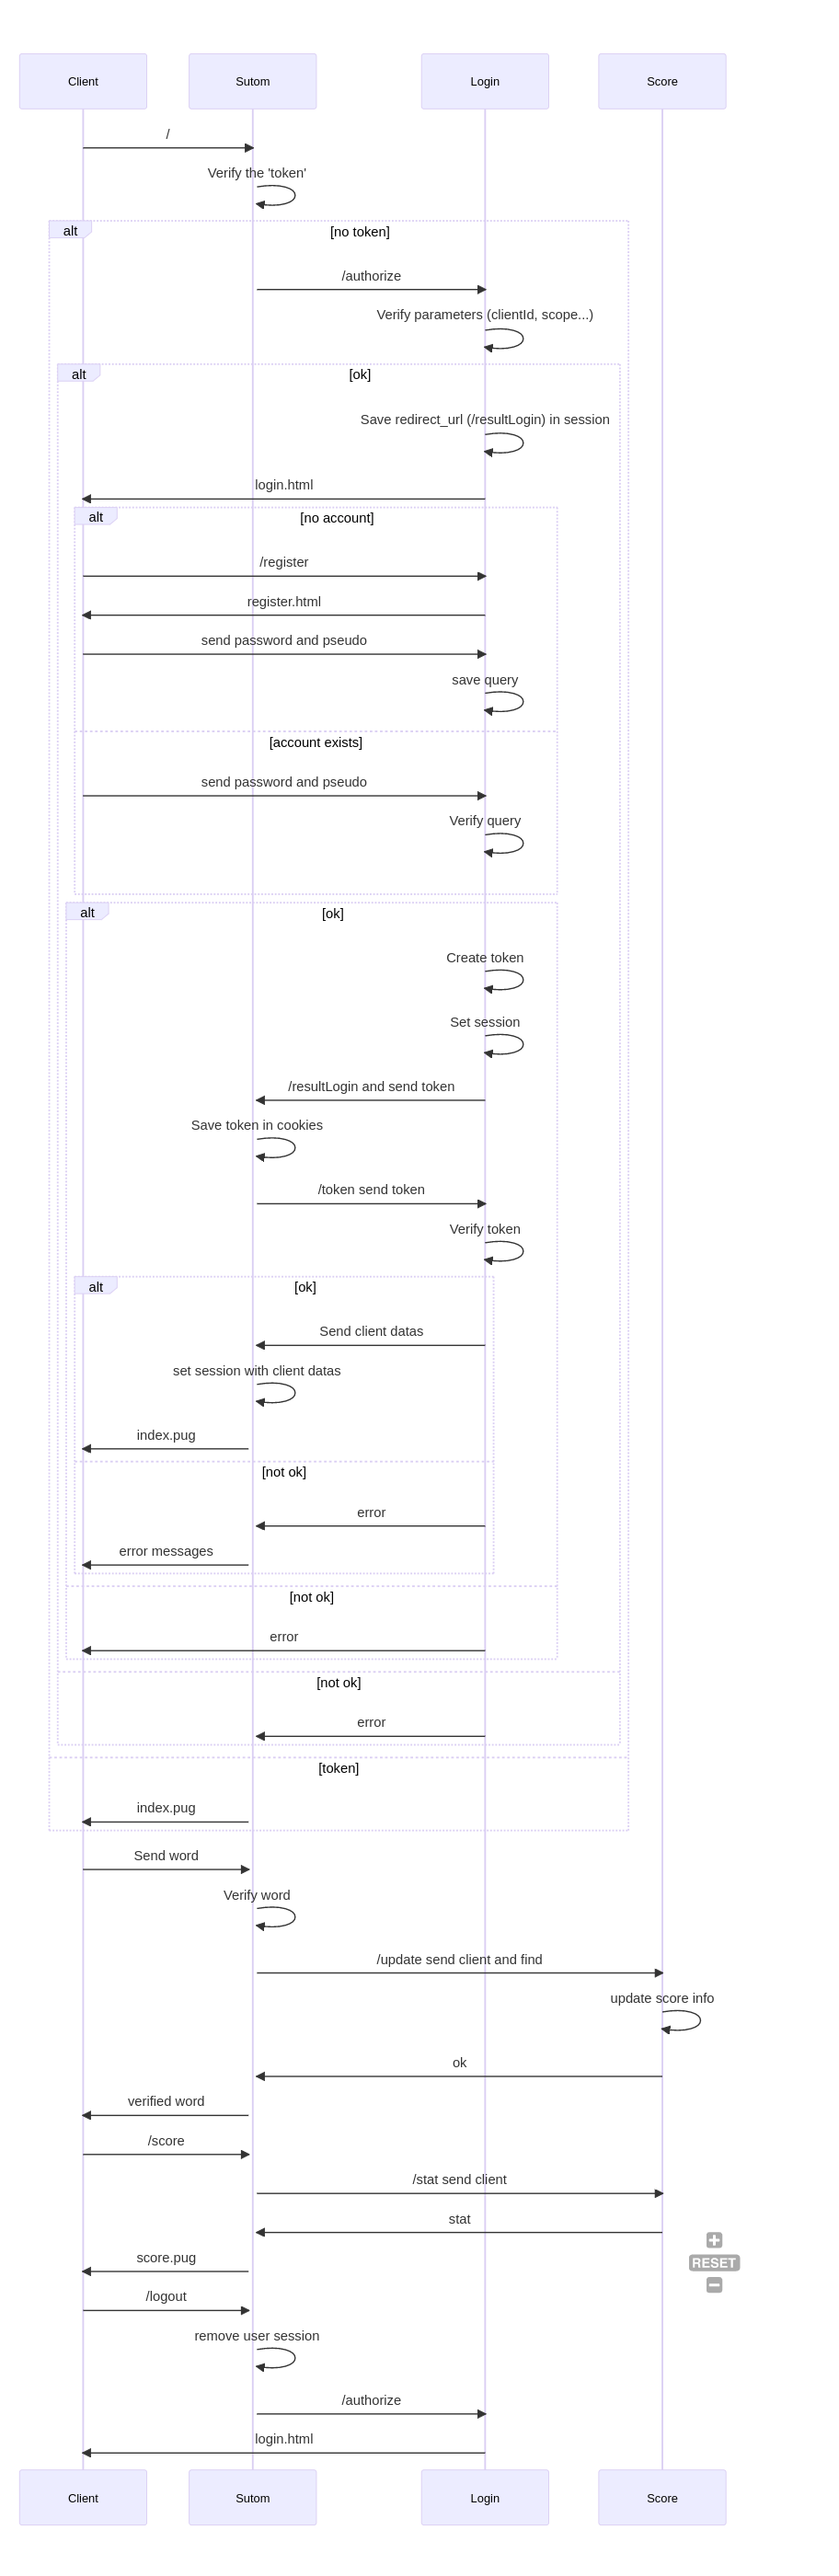 Client
Sutom
Login
Score
/
Verify the 'token'
alt
[no token]
/authorize
Verify parameters (clientId, scope...)
alt
[ok]
Save redirect_url (/resultLogin) in session
login.html
alt
[no account]
/register
register.html
send password and pseudo
save query
[account exists]
send password and pseudo
Verify query
alt
[ok]
Create token
Set session
/resultLogin and send token
Save token in cookies
/token send token
Verify token
alt
[ok]
Send client datas
set session with client datas
index.pug
[not ok]
error
error messages
[not ok]
error
[not ok]
error
[token]
index.pug
Send word
Verify word
/update send client and find
update score info
ok
verified word
/score
/stat send client
stat
RESET
score.pug
/logout
remove user session
/authorize
login.html
Client
Sutom
Login
Score